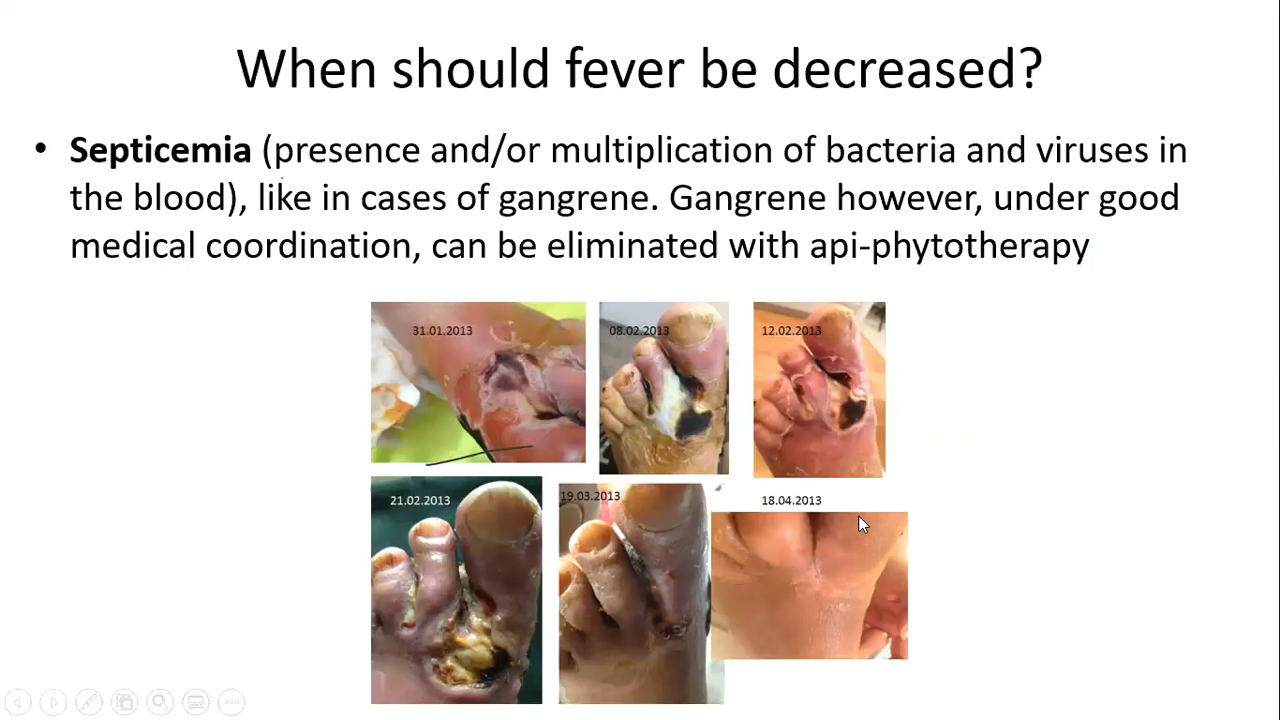 When should fever be decreased?
• Septicemia (presence and/or multiplication of bacteria and viruses in
the blood), like in cases of gangrene. Gangrene however, under good
medical coordination, can be eliminated with api-phytotherapy
31.01.2013
08.02.2013
12.02.2013
21.02.2013
19.03.2013
18.04.2013